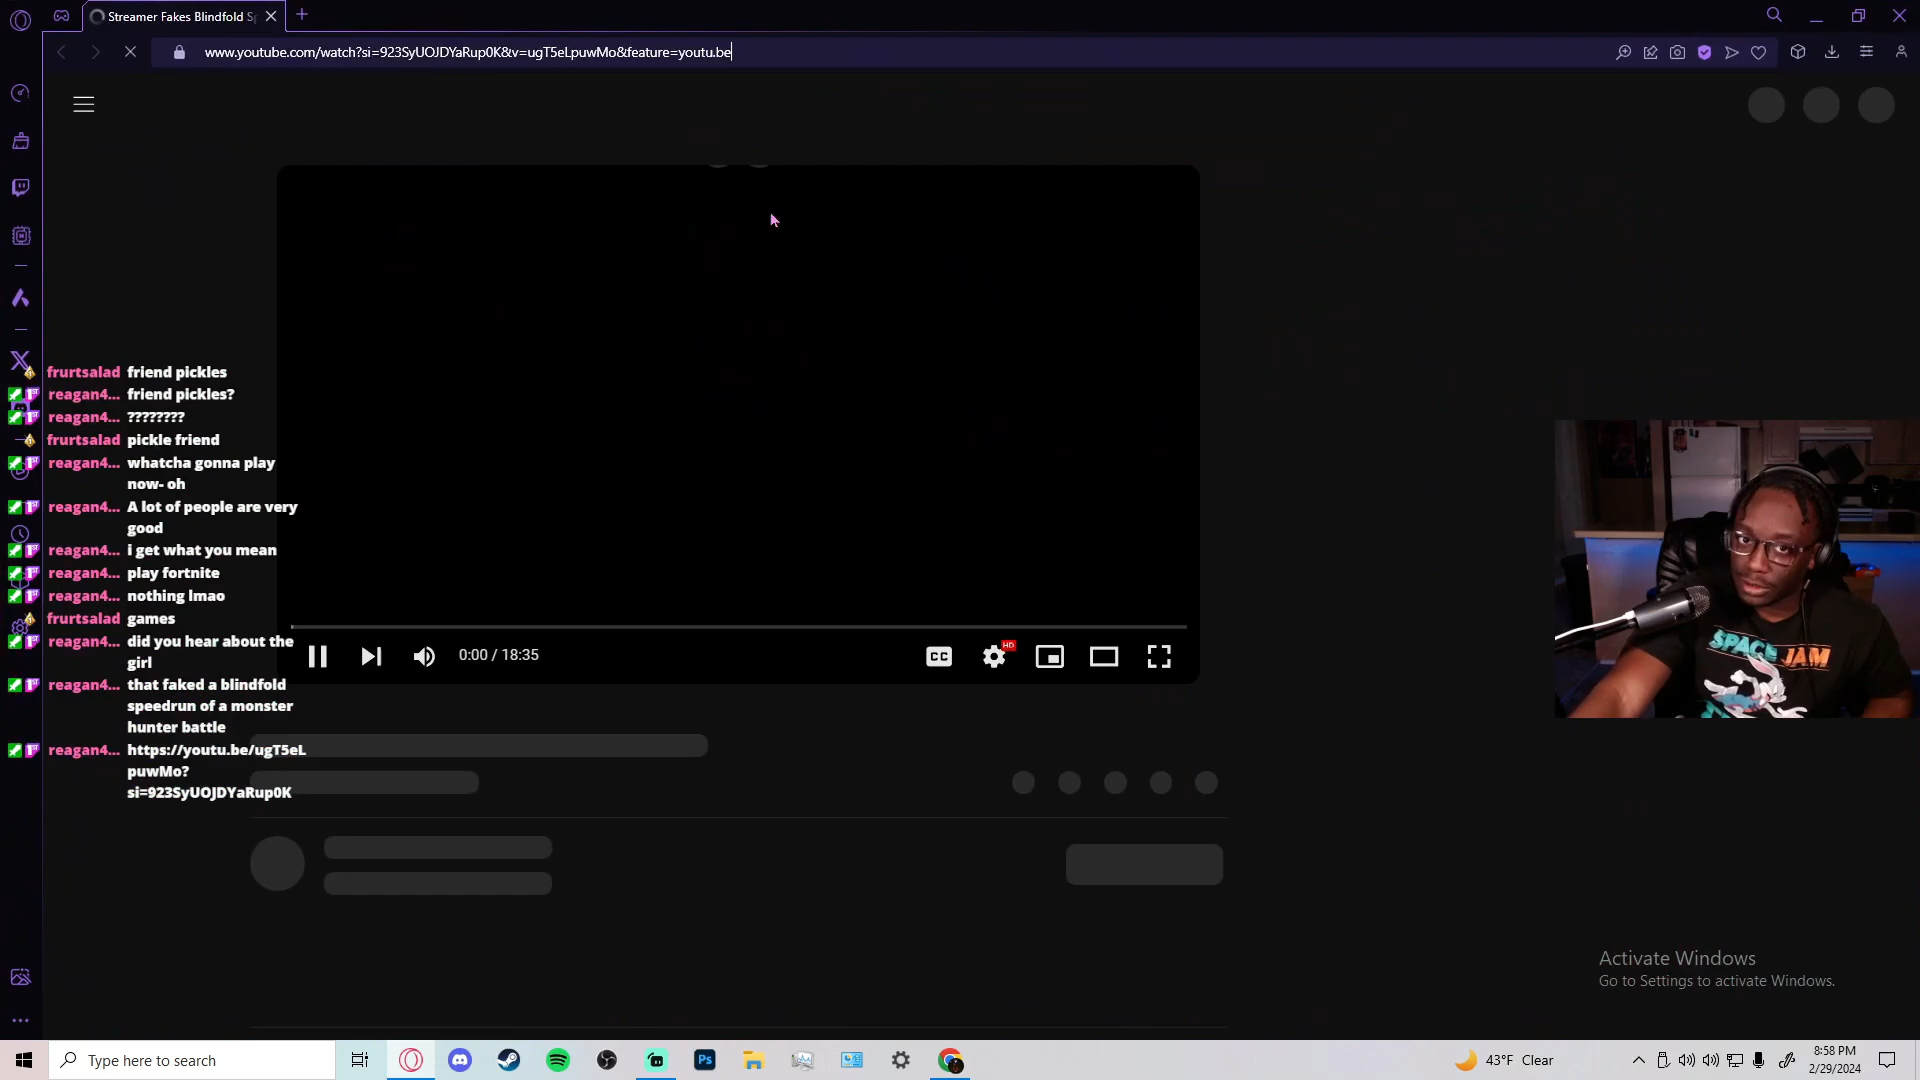 Streamer Fakes Blindfold Sp
www.youtube.com/watch?si=923SyUOJDYaRup0K&v=ugT5eLpuwMo&feature=youtu.be
frurtsalad friend pickles
reagan4... friend pickles?
reagan4... ????????
frurtsalad pickle friend
reagan4... whatcha gonna play
now- oh
reagan4... A lot of people are very
good
reagan4... i get what you mean
reagan4... play fortnite
reagan4... nothing lmao
frurtsalad games
reagan4... did you hear about the
girl
reagan4... that faked a blindfold
speedrun of a monster
hunter battle
reagan4... https://youtu.be/ugT5eL
puwMo?
si=923SyUOJDYaRup0K
0:00 / 18:35
CC
HD
SPACE JAM
Activate Windows
Go to Settings to activate Windows.
Type here to search
Ps
43°F Clear
8:58 PM
2/29/2024